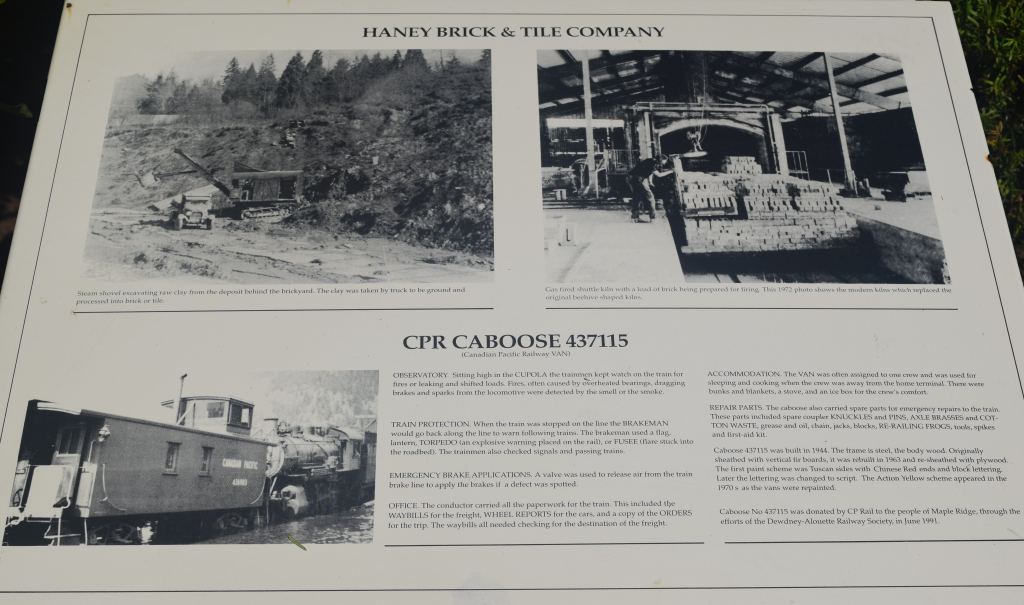 HANEY BRICK & TILE COMPANY
Steam shovel excavating raw clay from the deposit behind the brickyard. The clay was taken by truck to be ground and
processed into brick or tile.
Gas fired shuttle kiln with a load of brick being prepared for firing. This 1972 photo shows the modern kilns which replaced the
original beehive shaped kilns.
CPR CABOOSE 437115
(Canadian Pacific Railway VAN)
OBSERVATORY. Sitting high in the CUPOLA the trainmen kept watch on the train for
fires or leaking and shifted loads. Fires, often caused by overheated bearings, dragging
brakes and sparks from the locomotive were detected by the smell or the smoke.
TRAIN PROTECTION. When the train was stopped on the line the BRAKEMAN
would go back along the line to warn following trains. The brakeman used a flag,
lantern, TORPEDO (an explosive warning placed on the rail), or FUSEE (flare stuck into
the roadbed). The trainmen also checked signals and passing trains.
EMERGENCY BRAKE APPLICATIONS. A valve was used to release air from the train
brake line to apply the brakes if a defect was spotted.
OFFICE. The conductor carried all the paperwork for the train. This included the
WAYBILLS for the freight, WHEEL REPORTS for the cars, and a copy of the ORDERS
for the trip. The waybills all needed checking for the destination of the freight.
ACCOMMODATION. The VAN was often assigned to one crew and was used for
sleeping and cooking when the crew was away from the home terminal. There were
bunks and blankets, a stove, and an ice box for the crew's comfort.
REPAIR PARTS. The caboose also carried spare parts for emergency repairs to the train.
These parts included spare coupler KNUCKLES and PINS, AXLE BRASSES and COT-
TON WASTE, grease and oil, chain, jacks, blocks, RE-RAILING FROGS, tools, spikes
and first-aid kit.
Caboose 437115 was built in 1944. The frame is steel, the body wood. Originally
sheathed with vertical fir boards, it was rebuilt in 1963 and re-sheathed with plywood.
The first paint scheme was Tuscan sides with Chinese Red ends and block lettering.
Later the lettering was changed to script. The Action Yellow scheme appeared in the
1970 s as the vans were repainted.
Caboose No 437115 was donated by CP Rail to the people of Maple Ridge, through the
efforts of the Dewdney-Alouette Railway Society, in June 1991.
CANADIAN PACIFIC